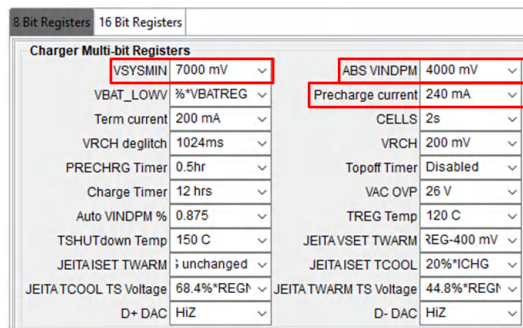 8 Bit Registers 16 Bit Registers
Charger Multi-bit Registers
VSYSMIN 7000 mV ABS VINDPM 4000 mV
VBAT_LOWV %*VBATREG Precharge current 240 mA
Term current 200 mA CELLS 2s
VRCH deglitch 1024ms VRCH 200 mV
PRECHRG Timer 0.5hr Topoff Timer Disabled
Charge Timer 12 hrs VAC OVP 26 V
Auto VINDPM % 0.875 TREG Temp 120 C
TSHUTdown Temp 150 C JEITA VSET TWARM REG-400 mV
JEITA ISET TWARM unchanged JEITA ISET TCOOL 20%*ICHG
JEITA TCOOL TS Voltage 68.4%*REGN JEITA TWARM TS Voltage 44.8%*REGN
D+ DAC HiZ D- DAC HiZ